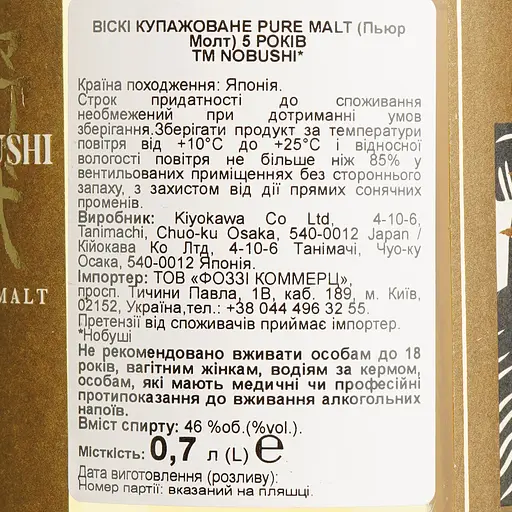 ВІСКІ КУПАЖОВАНЕ PURE MALT (Пьюр
Молт) 5 РОКІВ
ТМ NOBUSHI*
Країна походження: Японія.
Строк придатності до споживання
необмежений при дотриманні умов
зберігання.Зберігати продукт за температури
повітря від +10°С до +25°С і відносної
вологості повітря не більше ніж 85% у
вентильованих приміщеннях без стороннього
запаху, з захистом від дії прямих сонячних
променів.
Виробник: Kiyokawa Co Ltd, 4-10-6,
Tanimachi, Chuo-ku Osaka, 540-0012 Japan /
Кійокава Ко Лтд, 4-10-6 Танімачі, Чуо-ку
Осака, 540-0012 Японія.
Імпортер: ТОВ «ФОЗЗІ КОММЕРЦ»,
просп. Тичини Павла, 1В, каб. 189, м. Київ,
02152, Україна,тел.: +38 044 496 32 55.
Претензії від споживачів приймає імпортер.
*Нобуші
Не рекомендовано вживати особам до 18
років, вагітним жінкам, водіям за кермом,
особам, які мають медичні чи професійні
протипоказання до вживання алкогольних
напоїв.
Вміст спирту: 46 %об.(%vol.).
Місткість: 0,7 л (L) ℮
Дата виготовлення (розливу):
Номер партії: вказаний на пляшці.
USHI
MALT